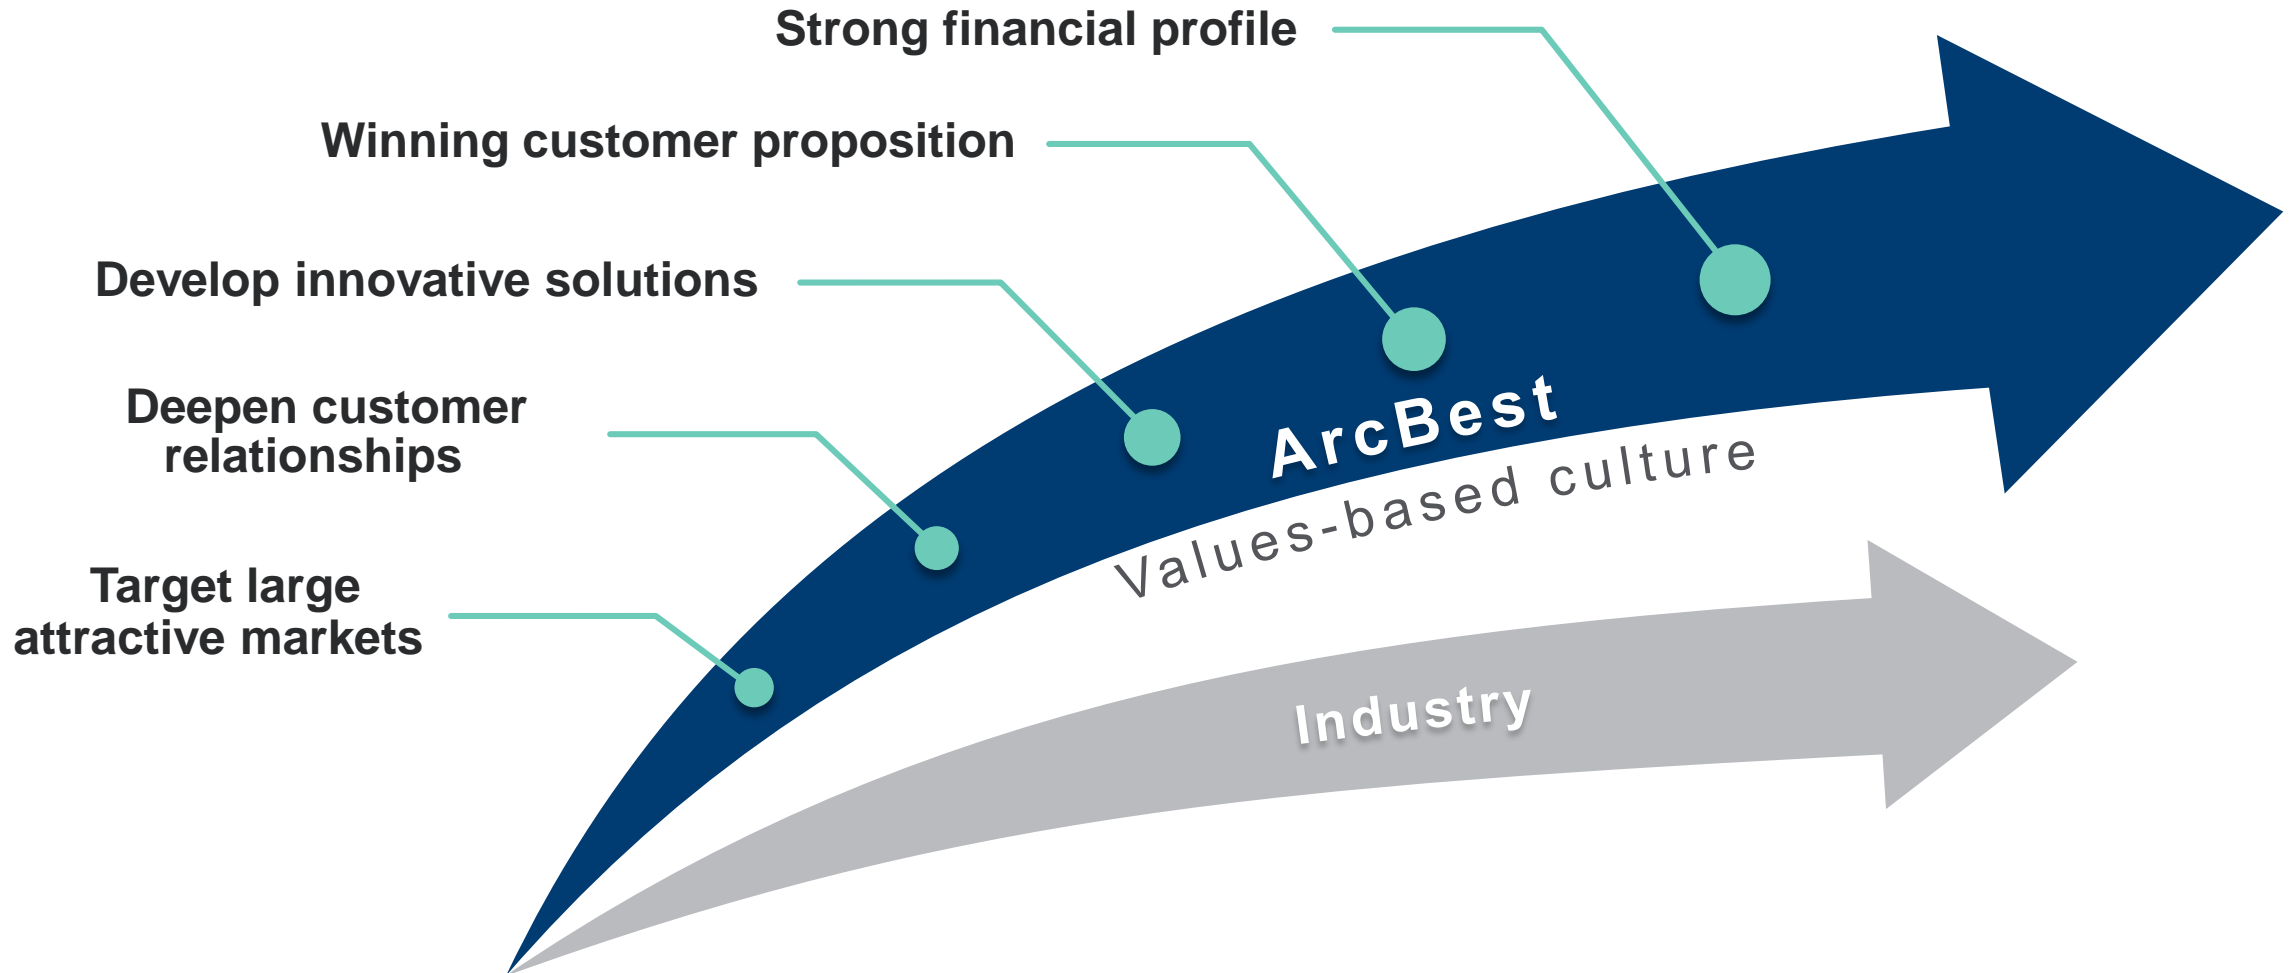 Strong financial profile
Winning customer proposition
Develop innovative solutions
Deepen customer
relationships
Target large
attractive markets
ArcBest
Values-based culture
Industry